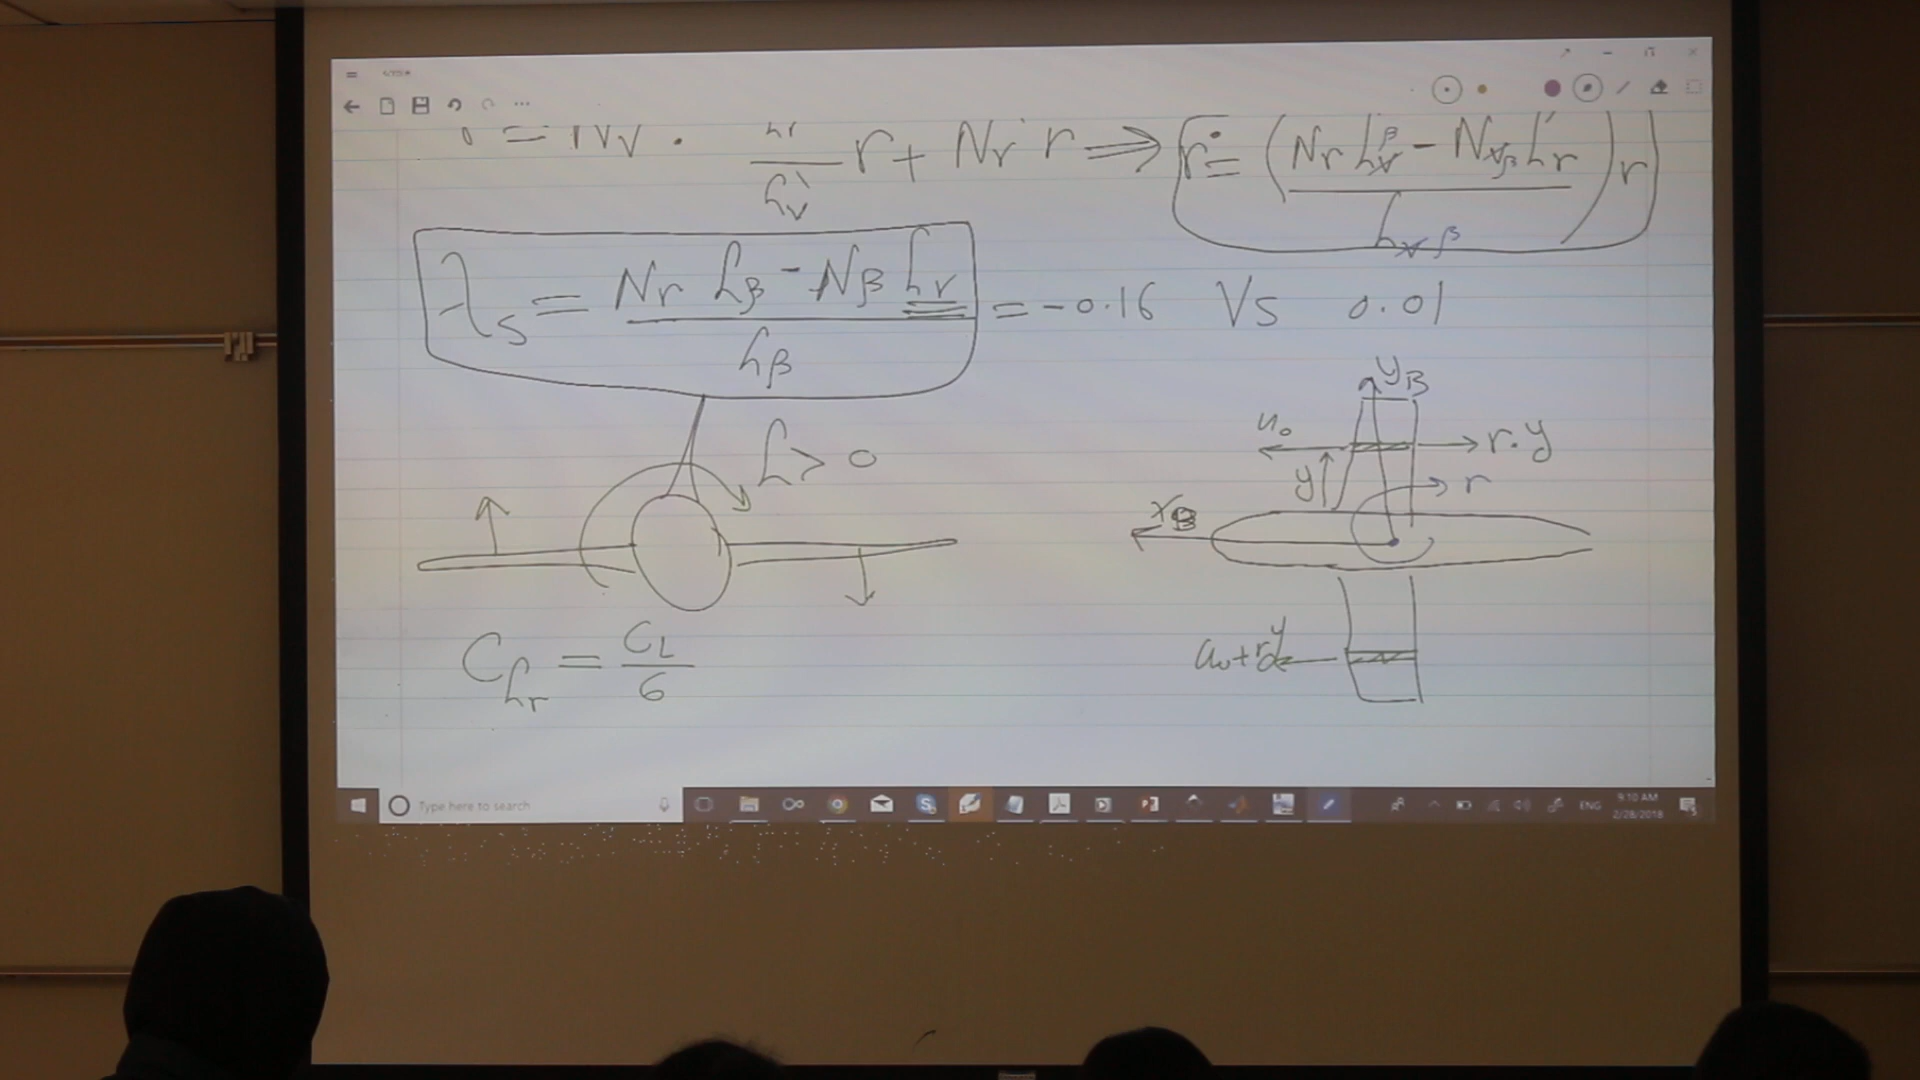 r + Nr r ⇒ ṙ = (Nr Lβ - Nβ Lr / Lβ) r
λs = Nr Lβ - Nβ Lr / Lβ = -0.16 Vs 0.01
L > 0
yB
u₀
r.y
y
r
xB
u₀+ry
CLr = CL / 6
Type here to search
ENG
9:10 AM
2/28/2018